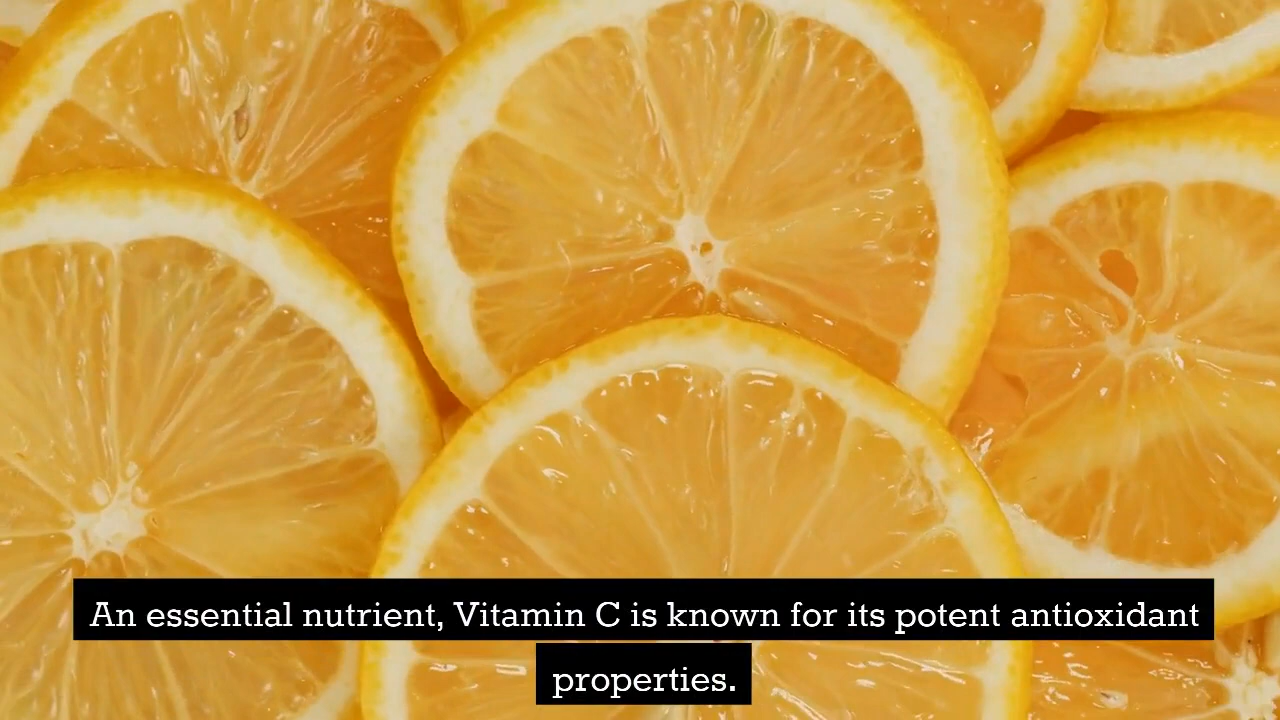 An essential nutrient, Vitamin C is known for its potent antioxidant
properties.